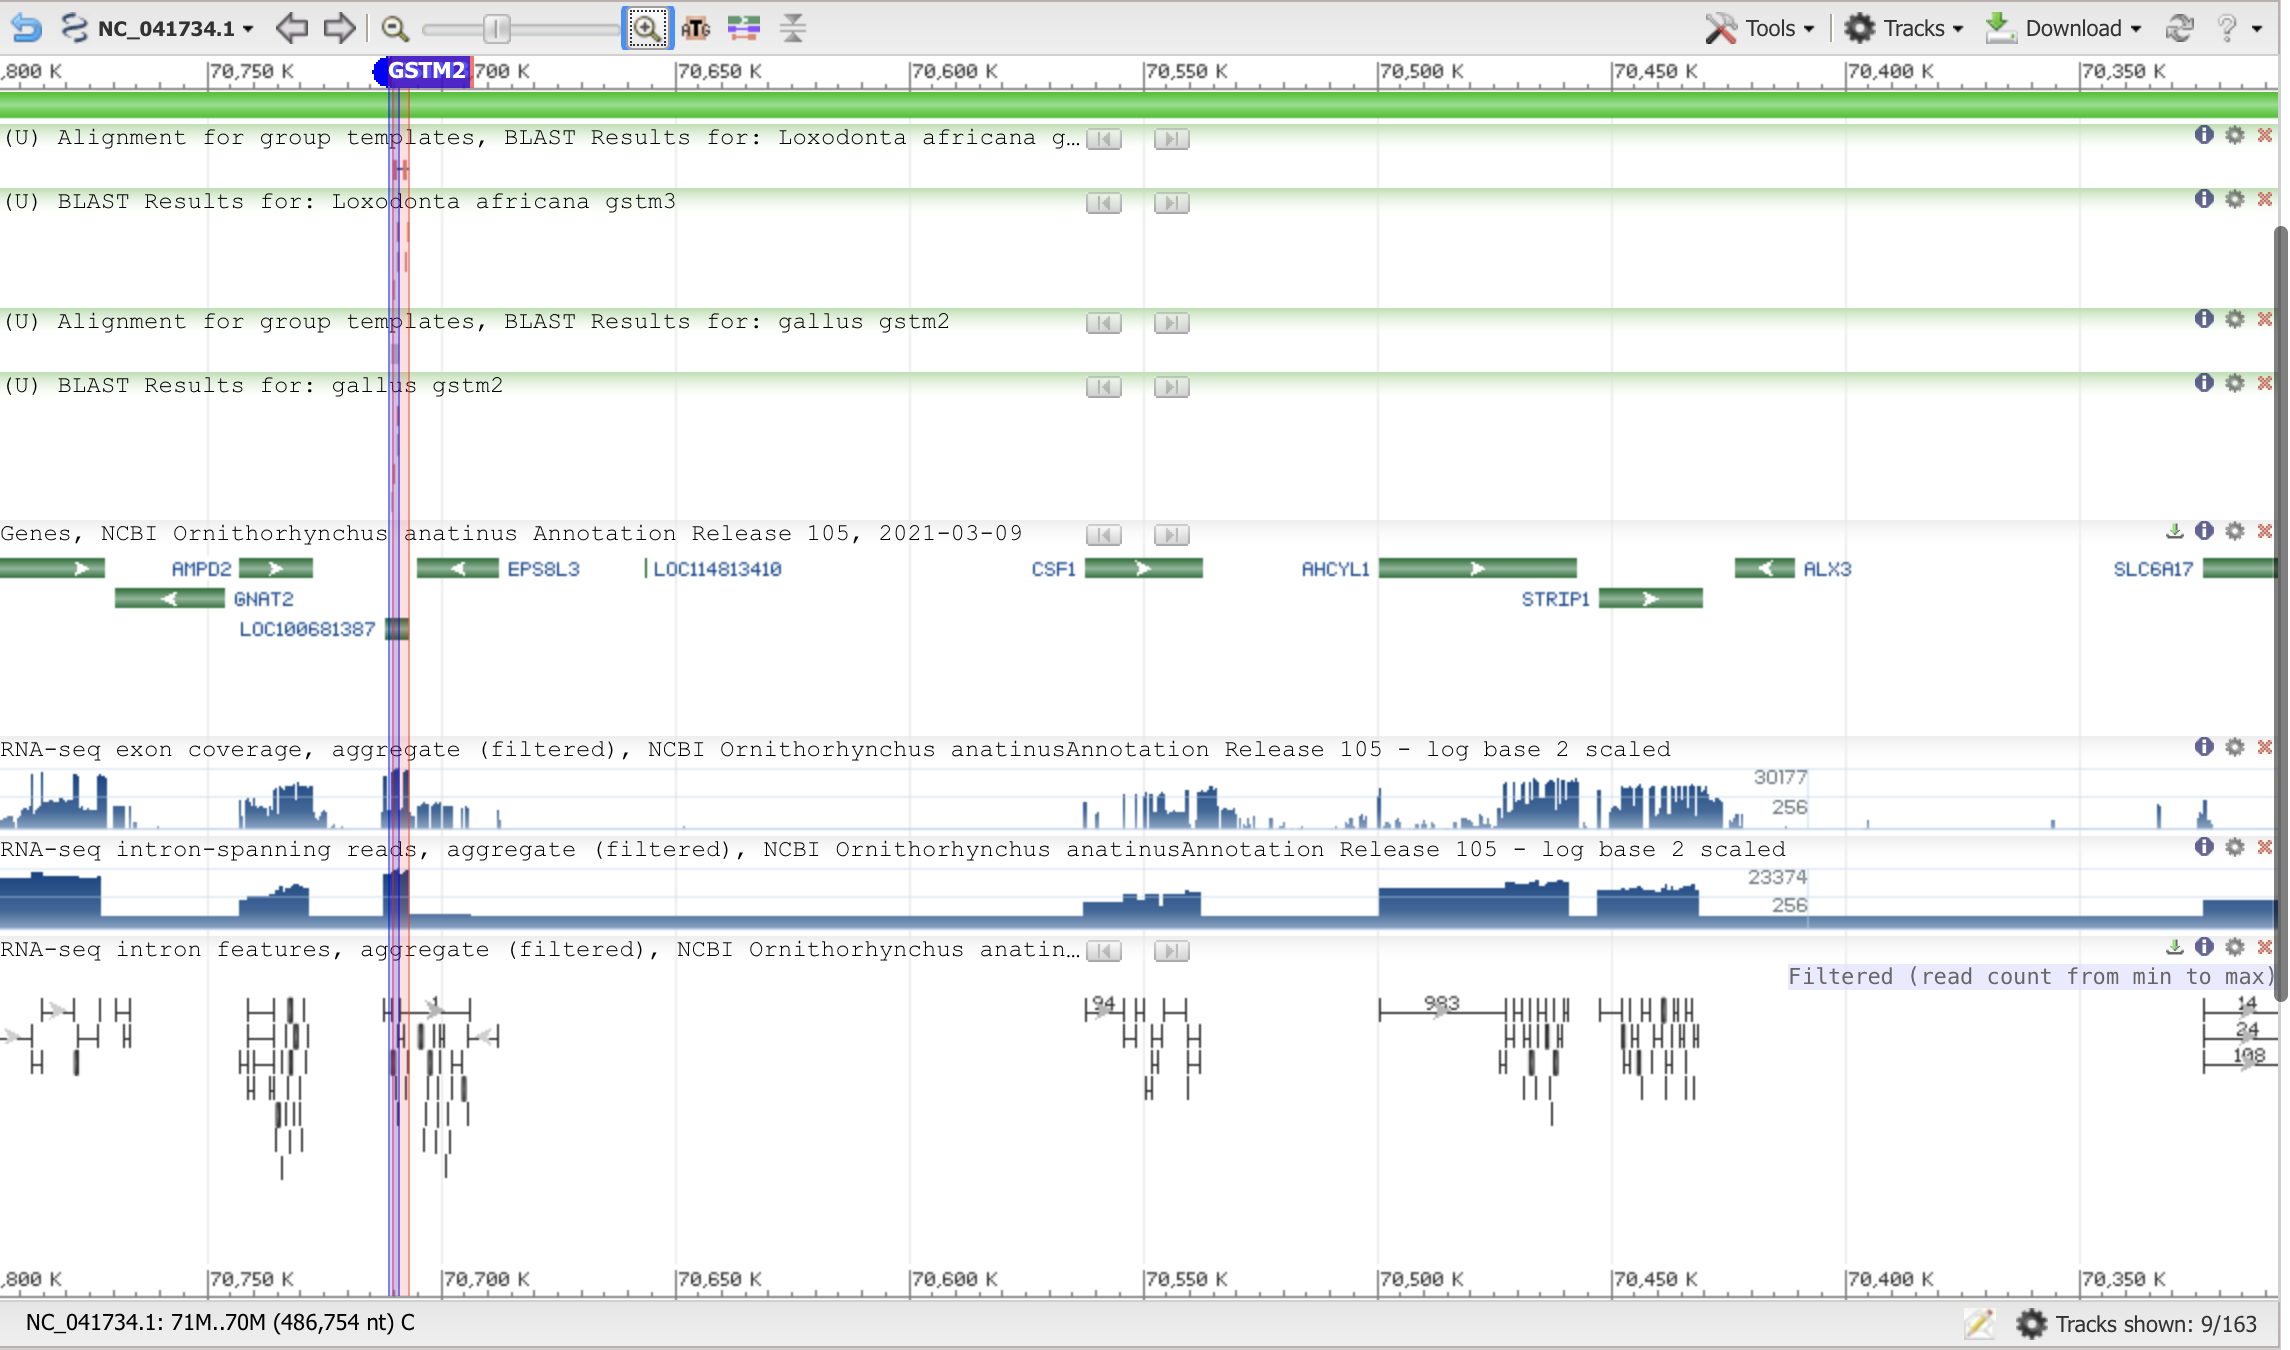 NC_041734.1 ATG Tools Tracks Download ?
,800 K 70,750 K GSTM2 700 K 70,650 K 70,600 K 70,550 K 70,500 K 70,450 K 70,400 K 70,350 K
(U) Alignment for group templates, BLAST Results for: Loxodonta africana g…
(U) BLAST Results for: Loxodonta africana gstm3
(U) Alignment for group templates, BLAST Results for: gallus gstm2
(U) BLAST Results for: gallus gstm2
Genes, NCBI Ornithorhynchus anatinus Annotation Release 105, 2021-03-09
AMPD2 EPS8L3 LOC114813410 CSF1 AHCYL1 ALX3 SLC6A17
GNAT2 STRIP1
LOC100681387
RNA-seq exon coverage, aggregate (filtered), NCBI Ornithorhynchus anatinusAnnotation Release 105 - log base 2 scaled
30177
256
RNA-seq intron-spanning reads, aggregate (filtered), NCBI Ornithorhynchus anatinusAnnotation Release 105 - log base 2 scaled
23374
256
RNA-seq intron features, aggregate (filtered), NCBI Ornithorhynchus anatin…
Filtered (read count from min to max)
1 94 983 14
24
108
,800 K 70,750 K 70,700 K 70,650 K 70,600 K 70,550 K 70,500 K 70,450 K 70,400 K 70,350 K
NC_041734.1: 71M..70M (486,754 nt) C Tracks shown: 9/163